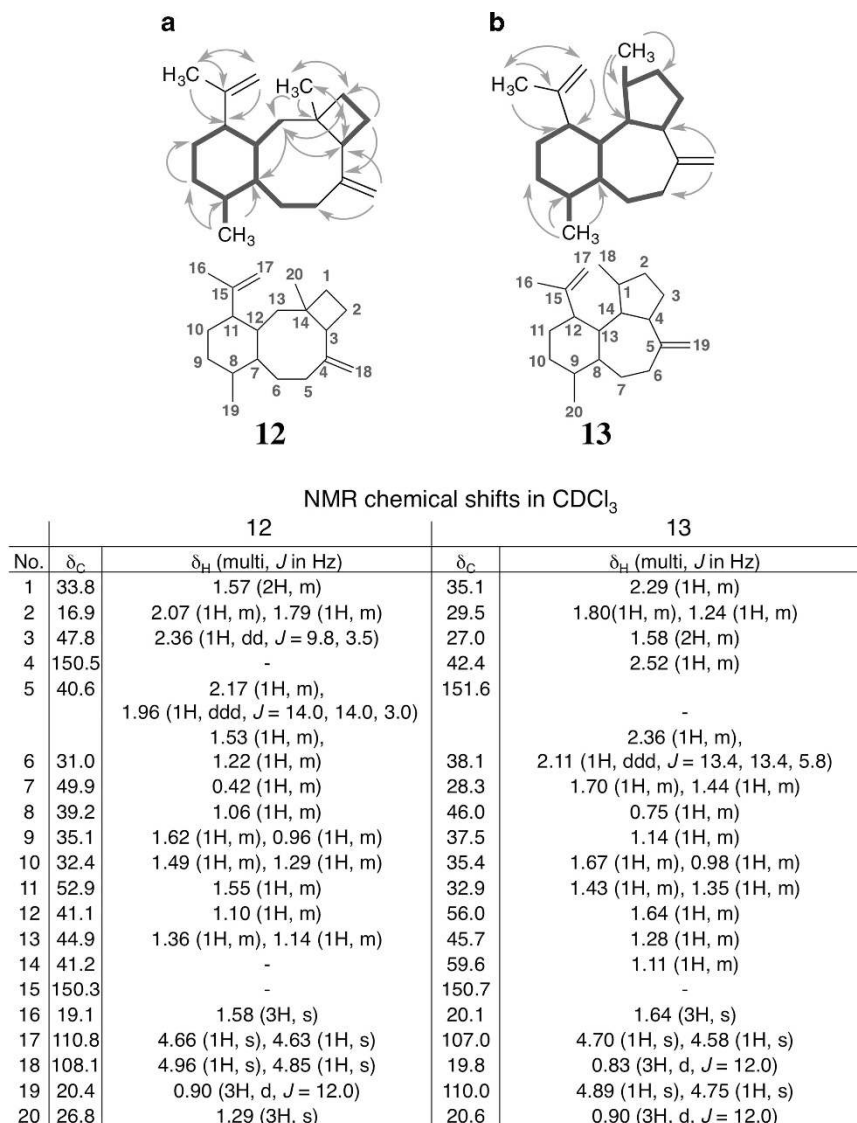 a b
CH3
H3C H3C
H3C
CH3 CH3
16 17 20 1 17 18 2
15 13 16 1 3
14 2 15 14
10 11 12 3 11 12 13 4
9 8 7 4 18 10 9 8 5 19
6 5 7 6
19 20
12 13
NMR chemical shifts in CDCl3
12 13
No. δC δH (multi, J in Hz) δC δH (multi, J in Hz)
1 33.8 1.57 (2H, m) 35.1 2.29 (1H, m)
2 16.9 2.07 (1H, m), 1.79 (1H, m) 29.5 1.80(1H, m), 1.24 (1H, m)
3 47.8 2.36 (1H, dd, J = 9.8, 3.5) 27.0 1.58 (2H, m)
4 150.5 - 42.4 2.52 (1H, m)
5 40.6 2.17 (1H, m), 151.6
1.96 (1H, ddd, J = 14.0, 14.0, 3.0) -
1.53 (1H, m), 2.36 (1H, m),
6 31.0 1.22 (1H, m) 38.1 2.11 (1H, ddd, J = 13.4, 13.4, 5.8)
7 49.9 0.42 (1H, m) 28.3 1.70 (1H, m), 1.44 (1H, m)
8 39.2 1.06 (1H, m) 46.0 0.75 (1H, m)
9 35.1 1.62 (1H, m), 0.96 (1H, m) 37.5 1.14 (1H, m)
10 32.4 1.49 (1H, m), 1.29 (1H, m) 35.4 1.67 (1H, m), 0.98 (1H, m)
11 52.9 1.55 (1H, m) 32.9 1.43 (1H, m), 1.35 (1H, m)
12 41.1 1.10 (1H, m) 56.0 1.64 (1H, m)
13 44.9 1.36 (1H, m), 1.14 (1H, m) 45.7 1.28 (1H, m)
14 41.2 - 59.6 1.11 (1H, m)
15 150.3 - 150.7 -
16 19.1 1.58 (3H, s) 20.1 1.64 (3H, s)
17 110.8 4.66 (1H, s), 4.63 (1H, s) 107.0 4.70 (1H, s), 4.58 (1H, s)
18 108.1 4.96 (1H, s), 4.85 (1H, s) 19.8 0.83 (3H, d, J = 12.0)
19 20.4 0.90 (3H, d, J = 12.0) 110.0 4.89 (1H, s), 4.75 (1H, s)
20 26.8 1.29 (3H, s) 20.6 0.90 (3H, d, J = 12.0)